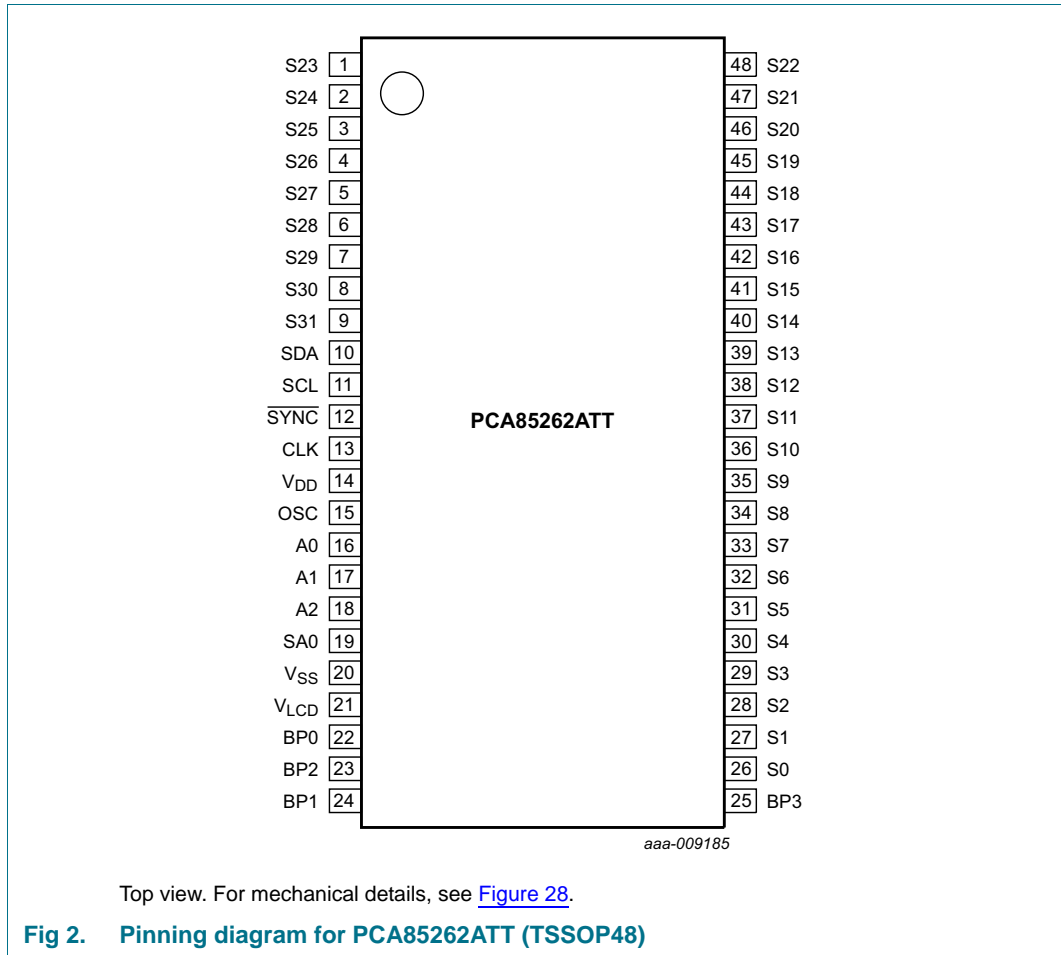 S23 1 48 S22
S24 2 47 S21
S25 3 46 S20
S26 4 45 S19
S27 5 44 S18
S28 6 43 S17
S29 7 42 S16
S30 8 41 S15
S31 9 40 S14
SDA 10 39 S13
SCL 11 38 S12
SYNC 12 PCA85262ATT 37 S11
CLK 13 36 S10
VDD 14 35 S9
OSC 15 34 S8
A0 16 33 S7
A1 17 32 S6
A2 18 31 S5
SA0 19 30 S4
VSS 20 29 S3
VLCD 21 28 S2
BP0 22 27 S1
BP2 23 26 S0
BP1 24 25 BP3
aaa-009185
Top view. For mechanical details, see Figure 28.
Fig 2. Pinning diagram for PCA85262ATT (TSSOP48)